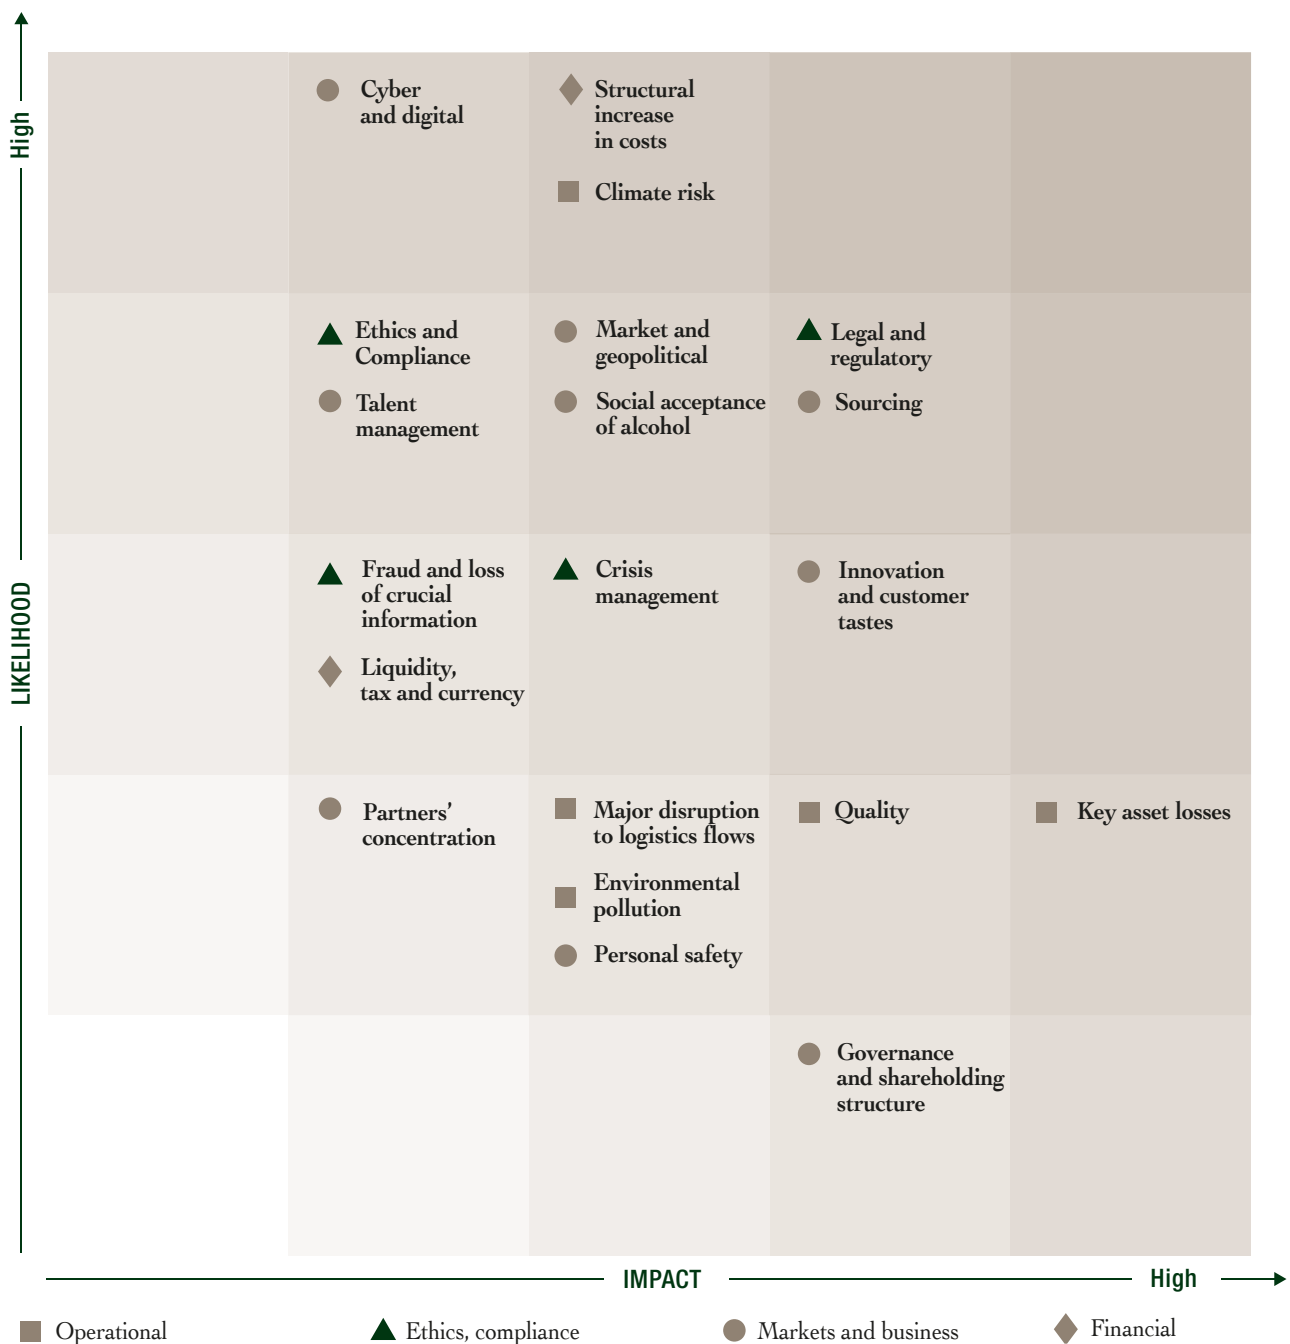 High
LIKELIHOOD
Cyber
and digital
Structural
increase
in costs
Climate risk
Ethics and
Compliance
Talent
management
Market and
geopolitical
Social acceptance
of alcohol
Legal and
regulatory
Sourcing
Fraud and loss
of crucial
information
Liquidity,
tax and currency
Crisis
management
Innovation
and customer
tastes
Partners’
concentration
Major disruption
to logistics flows
Environmental
pollution
Personal safety
Quality
Key asset losses
Governance
and shareholding
structure
IMPACT
High
Operational
Ethics, compliance
Markets and business
Financial